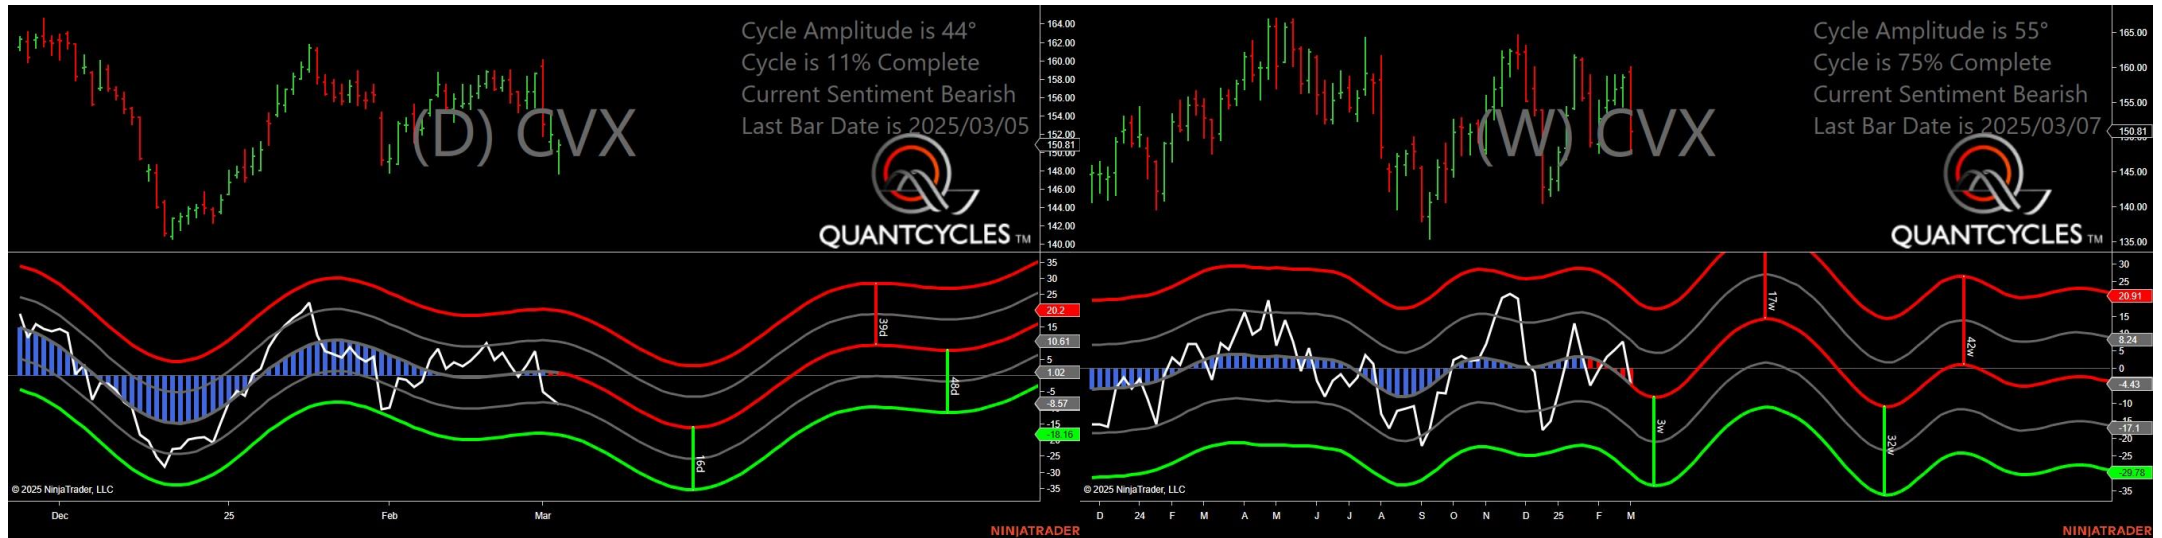 Cycle Amplitude is 44°
Cycle is 11% Complete
Current Sentiment Bearish
Last Bar Date is 2025/03/05
(D) CVX
QUANTCYCLES TM
164.00
162.00
160.00
158.00
156.00
154.00
152.00
150.81
150.00
148.00
146.00
144.00
142.00
140.00
35
30
25
20.2
15
10.61
5
1.02
-5
-8.57
-15
-18.16
-25
-30
-35
39d
48d
16d
© 2025 NinjaTrader, LLC
Dec 25 Feb Mar
NINJATRADER
Cycle Amplitude is 55°
Cycle is 75% Complete
Current Sentiment Bearish
Last Bar Date is 2025/03/07
(W) CVX
QUANTCYCLES TM
165.00
160.00
155.00
150.81
145.00
140.00
135.00
30
25
20.91
15
10
8.24
5
0
-4.43
-10
-17.1
-20
-25
-29.78
-35
17w
42w
3w
32w
© 2025 NinjaTrader, LLC
D 24 F M A M J J A S O N D 25 F M
NINJATRADER